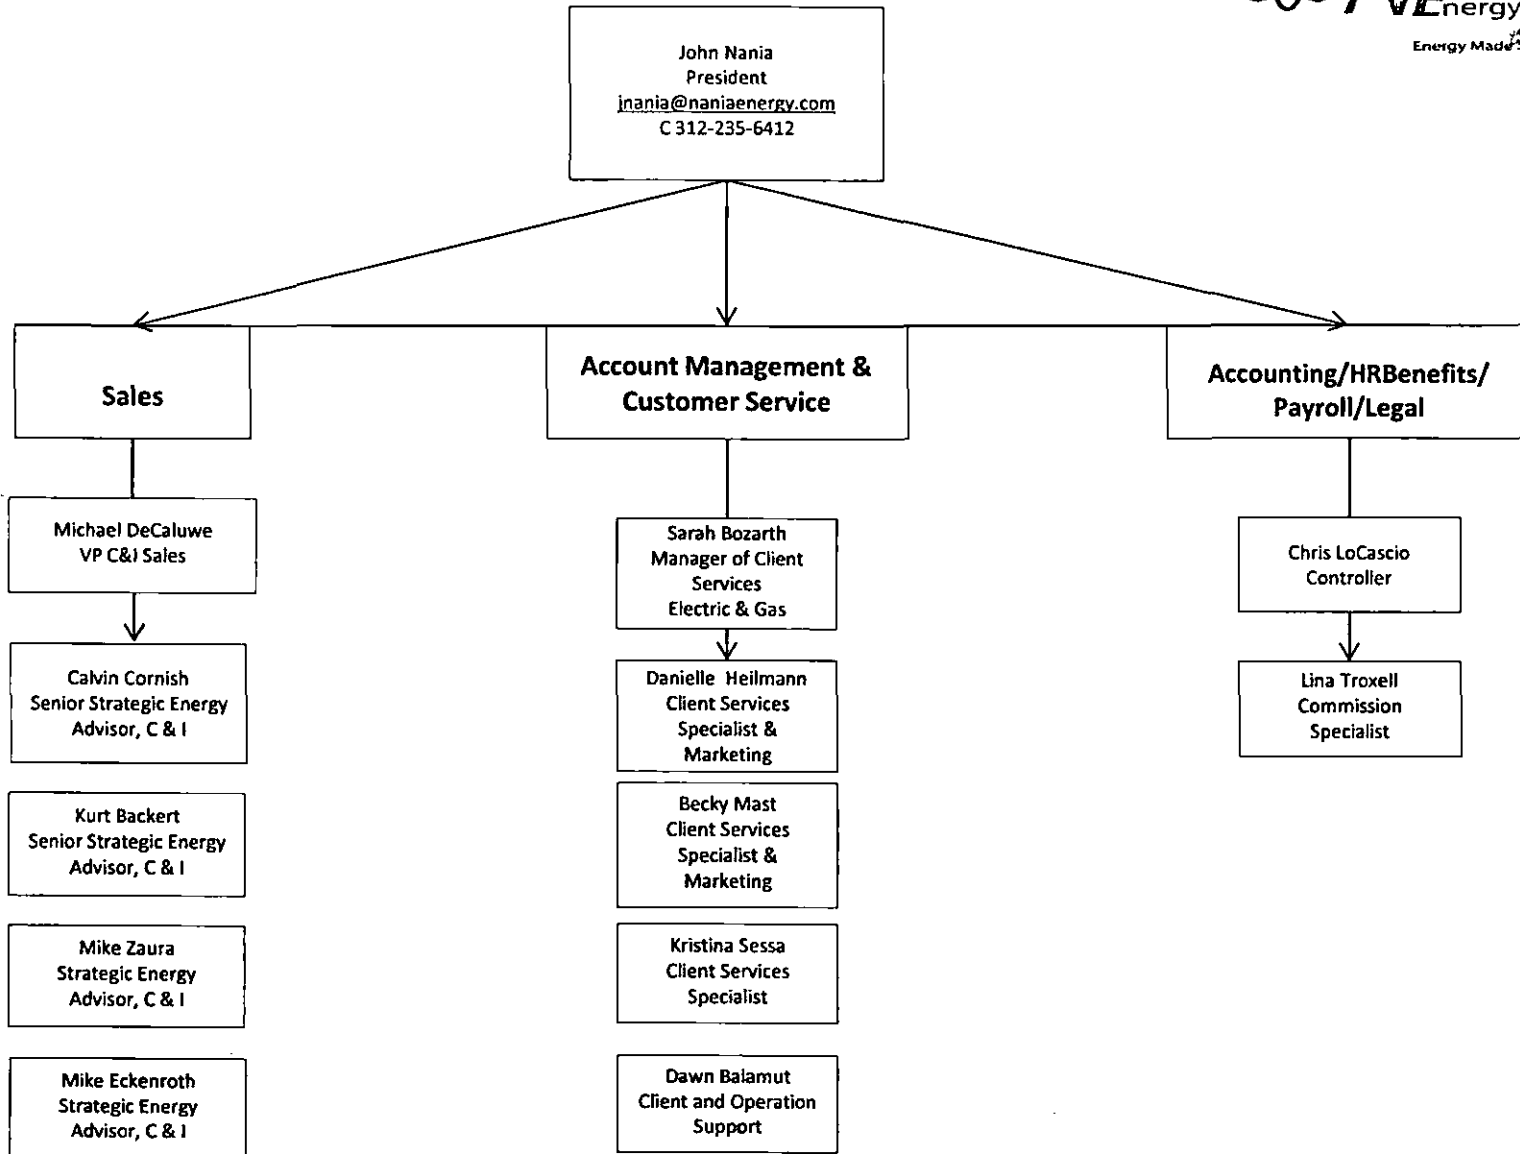 Energy
Energy Made
John Nania
President
jnania@naniaenergy.com
C 312-235-6412
Sales
Account Management &
Customer Service
Accounting/HRBenefits/
Payroll/Legal
Michael DeCaluwe
VP C&I Sales
Sarah Bozarth
Manager of Client
Services
Electric & Gas
Chris LoCascio
Controller
Calvin Cornish
Senior Strategic Energy
Advisor, C & I
Danielle Heilmann
Client Services
Specialist &
Marketing
Lina Troxell
Commission
Specialist
Kurt Backert
Senior Strategic Energy
Advisor, C & I
Becky Mast
Client Services
Specialist &
Marketing
Mike Zaura
Strategic Energy
Advisor, C & I
Kristina Sessa
Client Services
Specialist
Mike Eckenroth
Strategic Energy
Advisor, C & I
Dawn Balamut
Client and Operation
Support